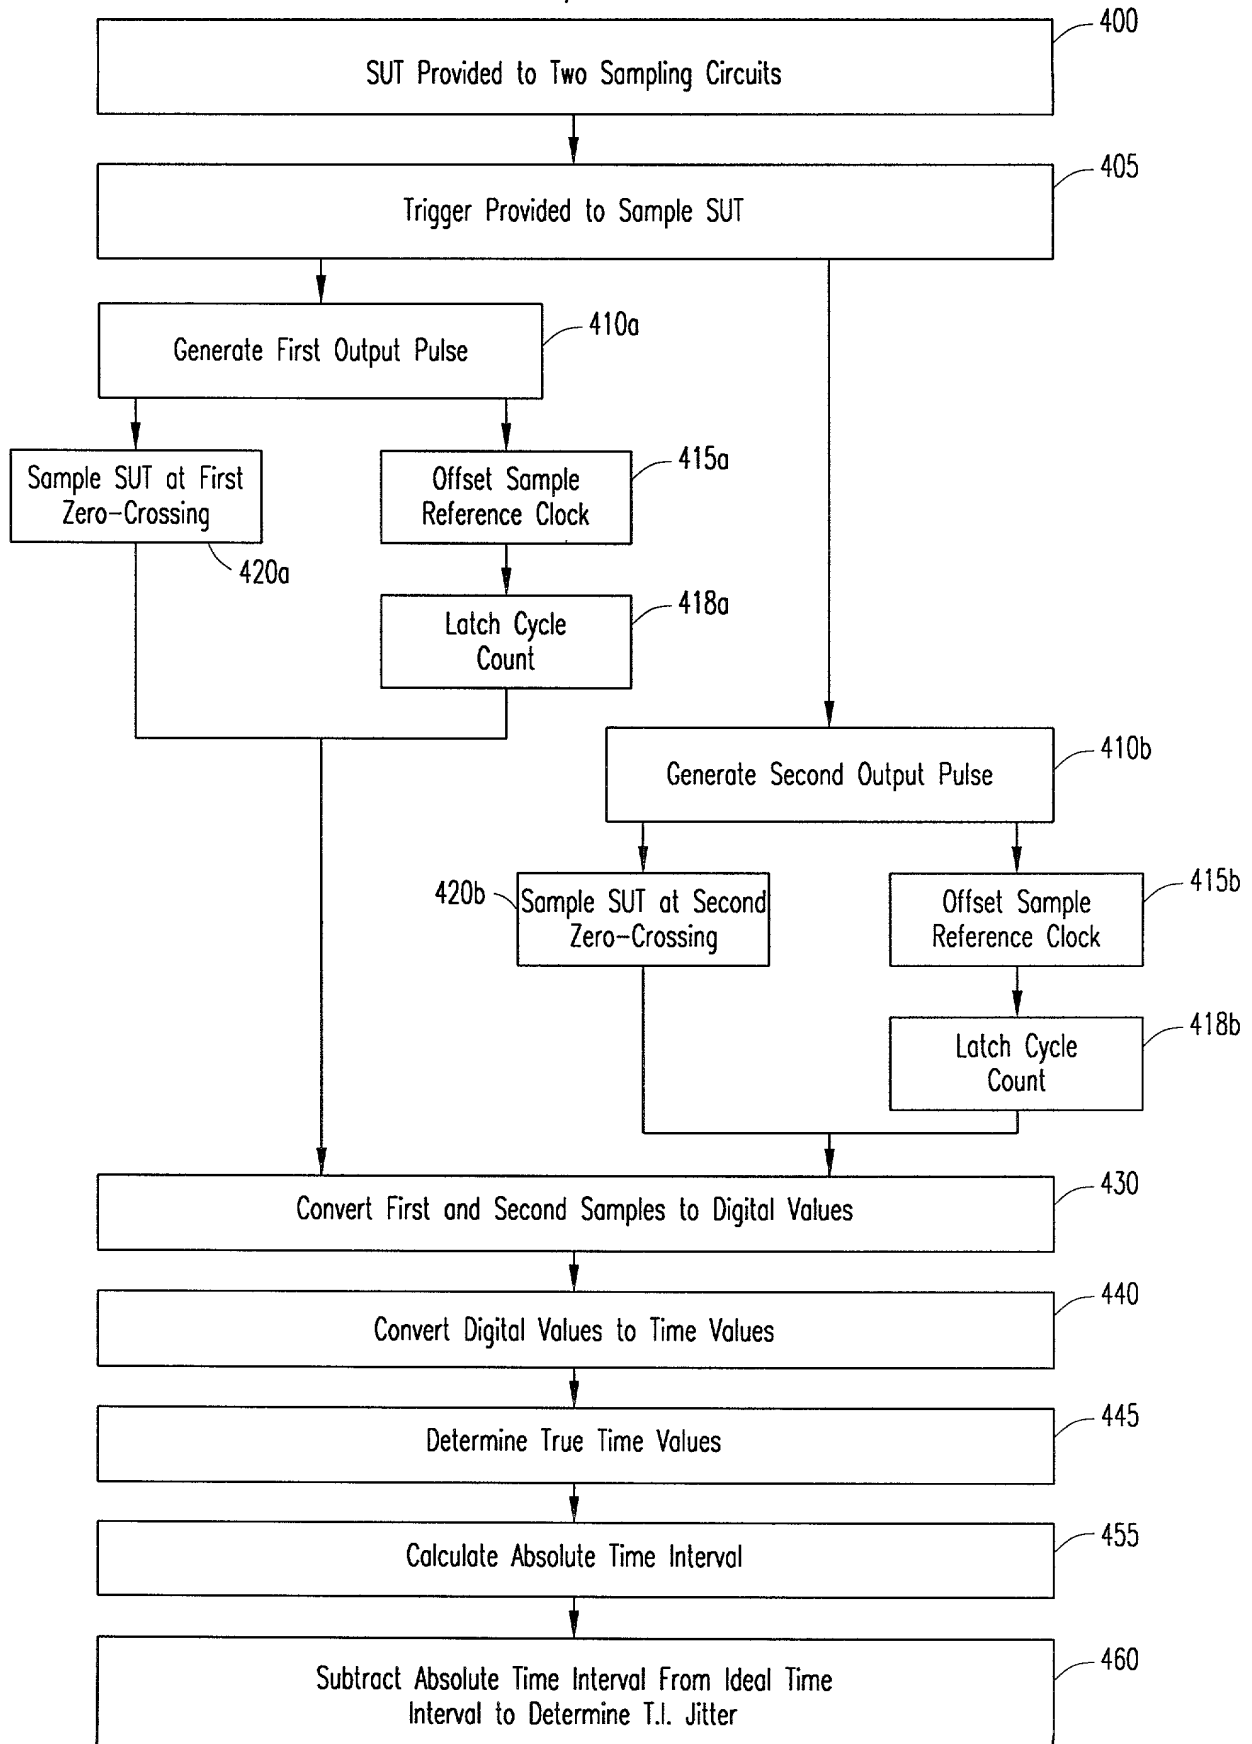 400
SUT Provided to Two Sampling Circuits
405
Trigger Provided to Sample SUT
410a
Generate First Output Pulse
415a
Sample SUT at First
Zero-Crossing
Offset Sample
Reference Clock
420a
418a
Latch Cycle
Count
410b
Generate Second Output Pulse
420b
Sample SUT at Second
Zero-Crossing
415b
Offset Sample
Reference Clock
418b
Latch Cycle
Count
430
Convert First and Second Samples to Digital Values
440
Convert Digital Values to Time Values
445
Determine True Time Values
455
Calculate Absolute Time Interval
460
Subtract Absolute Time Interval From Ideal Time
Interval to Determine T.I. Jitter